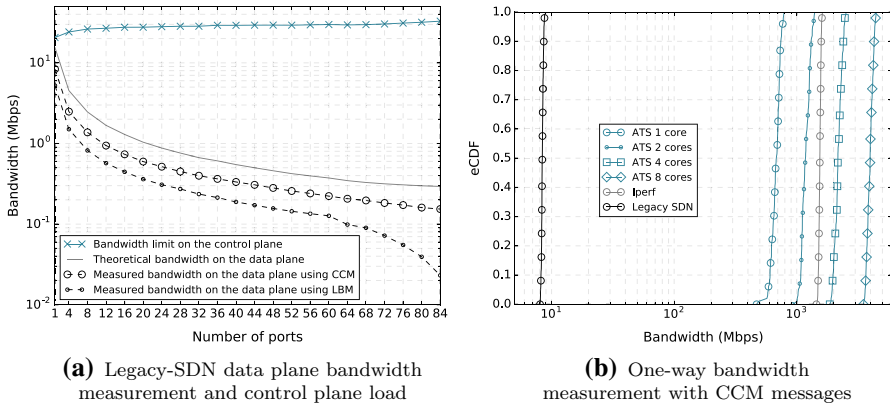 10^1
10^0
10^-1
10^-2
Bandwidth (Mbps)
Bandwidth limit on the control plane
Theoretical bandwidth on the data plane
Measured bandwidth on the data plane using CCM
Measured bandwidth on the data plane using LBM
1 4 8 12 16 20 24 28 32 36 40 44 48 52 56 60 64 68 72 76 80 84
Number of ports
(a) Legacy-SDN data plane bandwidth
measurement and control plane load
1.0
0.9
0.8
0.7
0.6
0.5
0.4
0.3
0.2
0.1
0.0
eCDF
ATS 1 core
ATS 2 cores
ATS 4 cores
ATS 8 cores
Iperf
Legacy SDN
10^1 10^2 10^3
Bandwidth (Mbps)
(b) One-way bandwidth
measurement with CCM messages